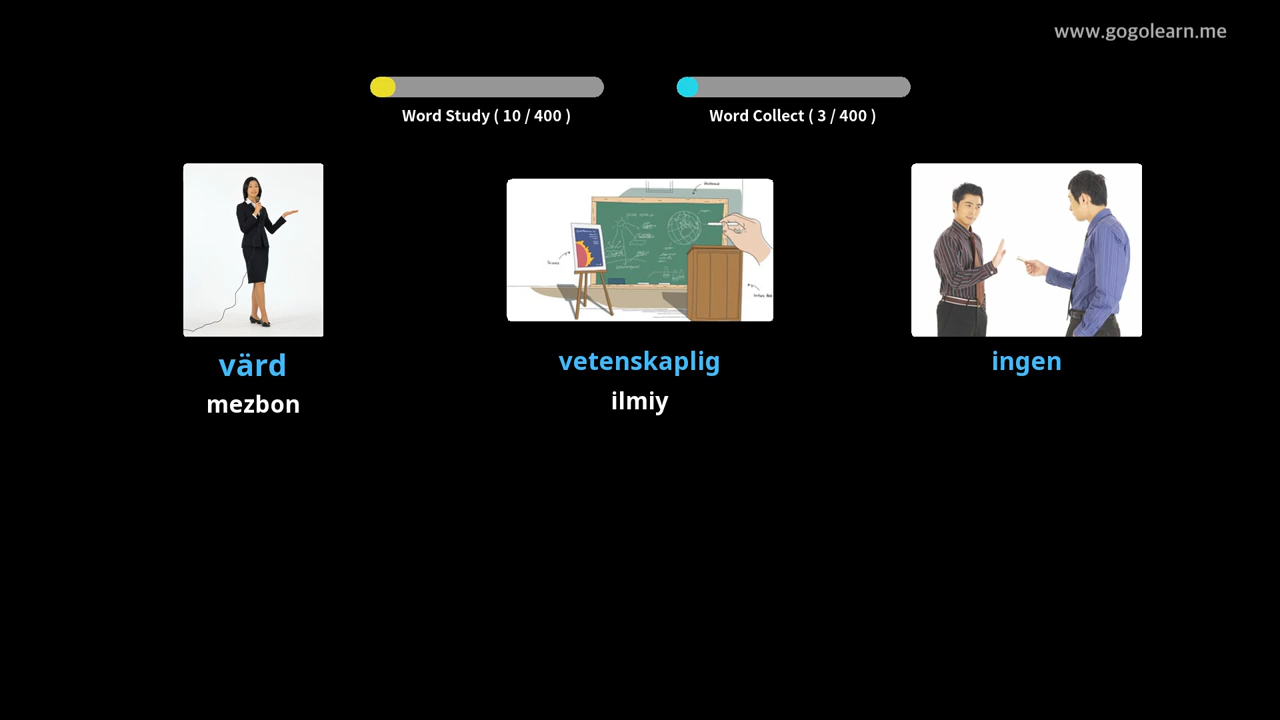 www.gogolearn.me
Word Study ( 10 / 400 )
Word Collect ( 3 / 400 )
värd
mezbon
vetenskaplig
ilmiy
ingen